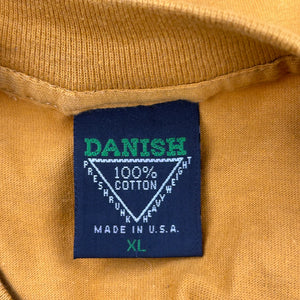 DANISH
100%
COTTON
PRESHRUNK
HEAVYWEIGHT
MADE IN U.S.A.
XL